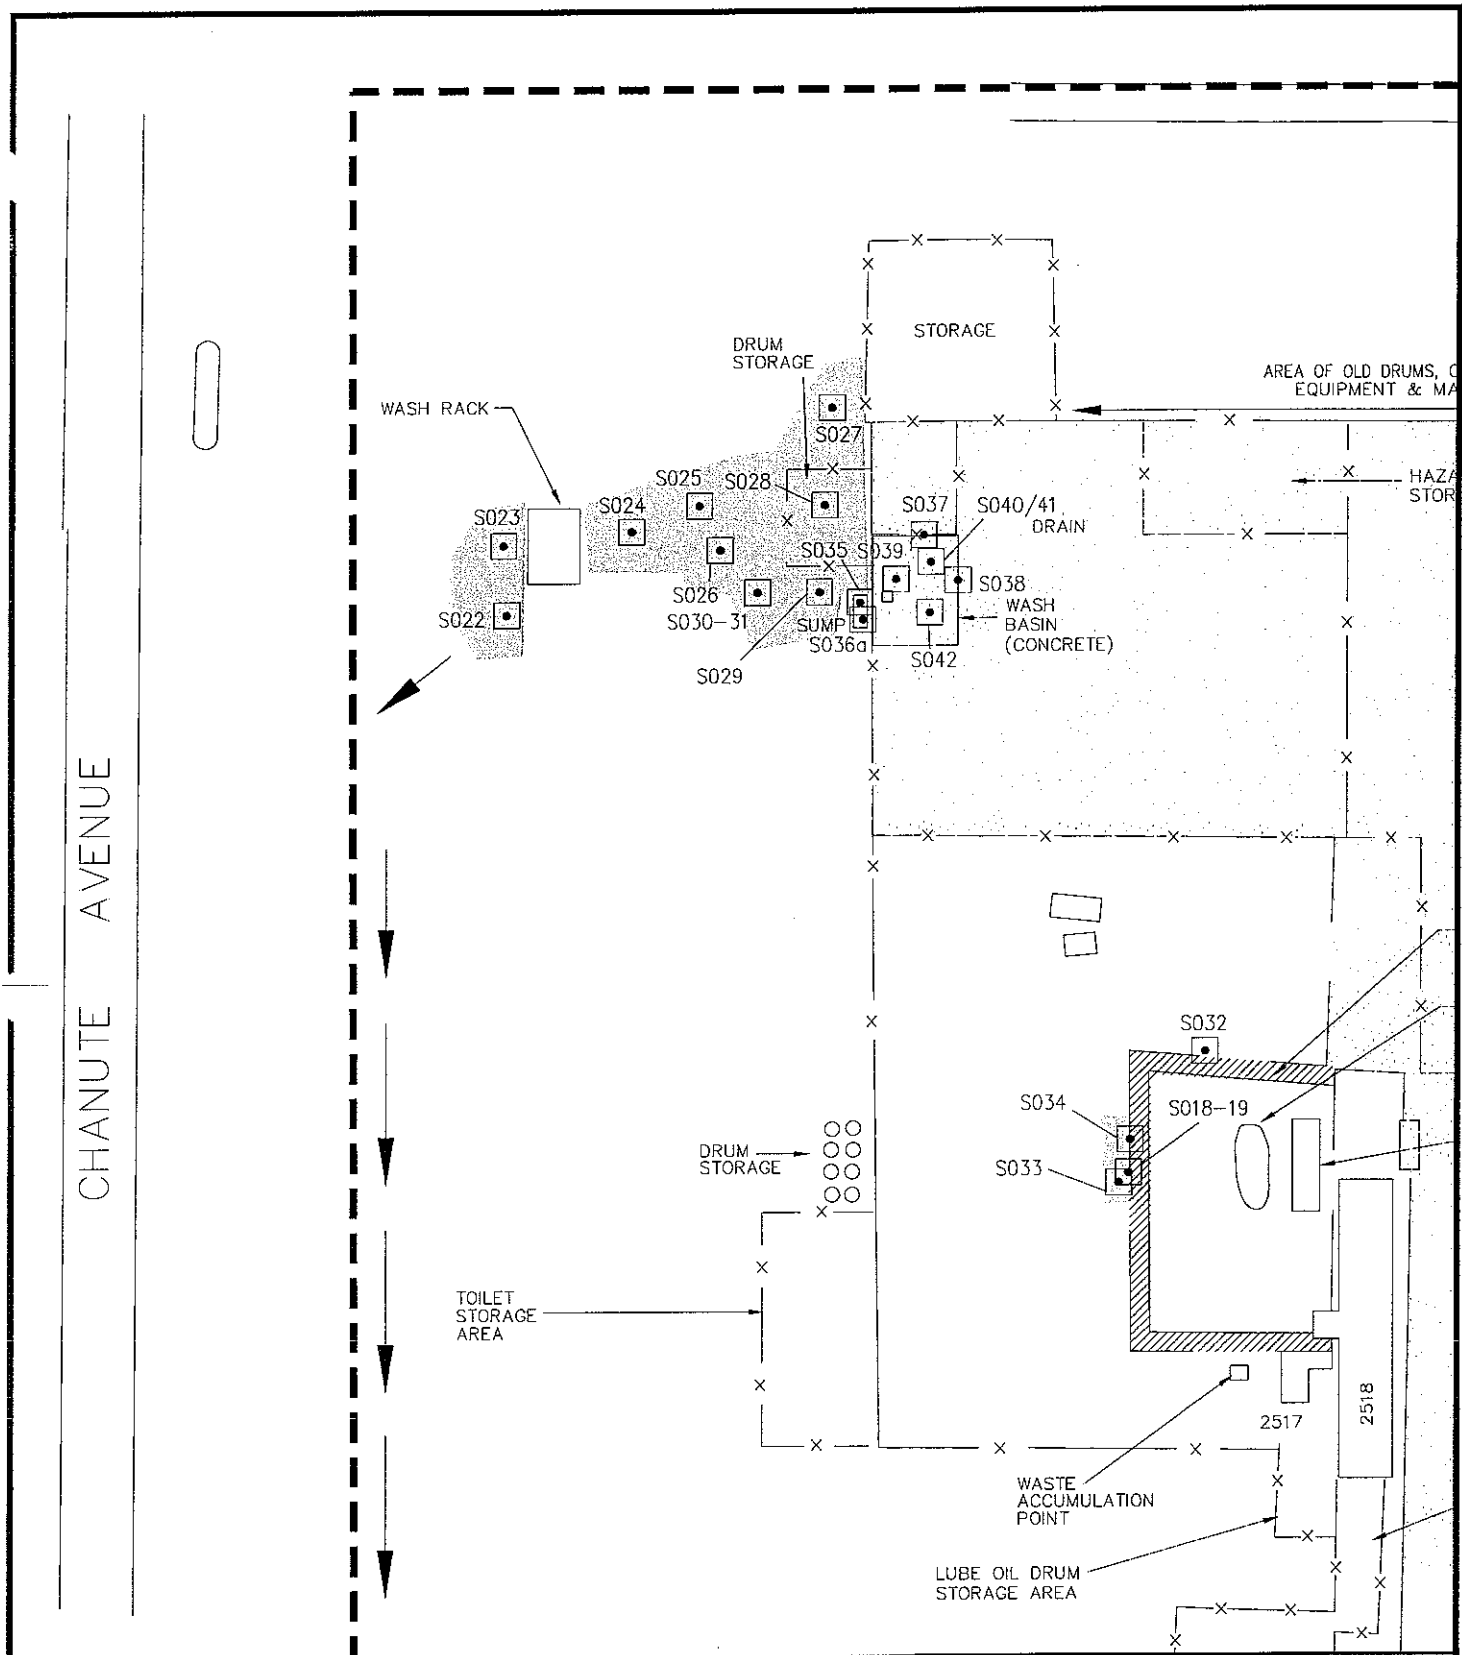 STORAGE
DRUM
STORAGE
AREA OF OLD DRUMS,
EQUIPMENT &
WASH RACK
S027
S025
S028
HAZA
STOR
S024
S037
S040/41
DRAIN
S023
S035
S039
S026
S038
S030-31
WASH
BASIN
(CONCRETE)
S022
SUMP
S036a
S042
S029
CHANUTE AVENUE
S032
S034
S018-19
DRUM
STORAGE
S033
TOILET
STORAGE
AREA
2518
2517
WASTE
ACCUMULATION
POINT
LUBE OIL DRUM
STORAGE AREA